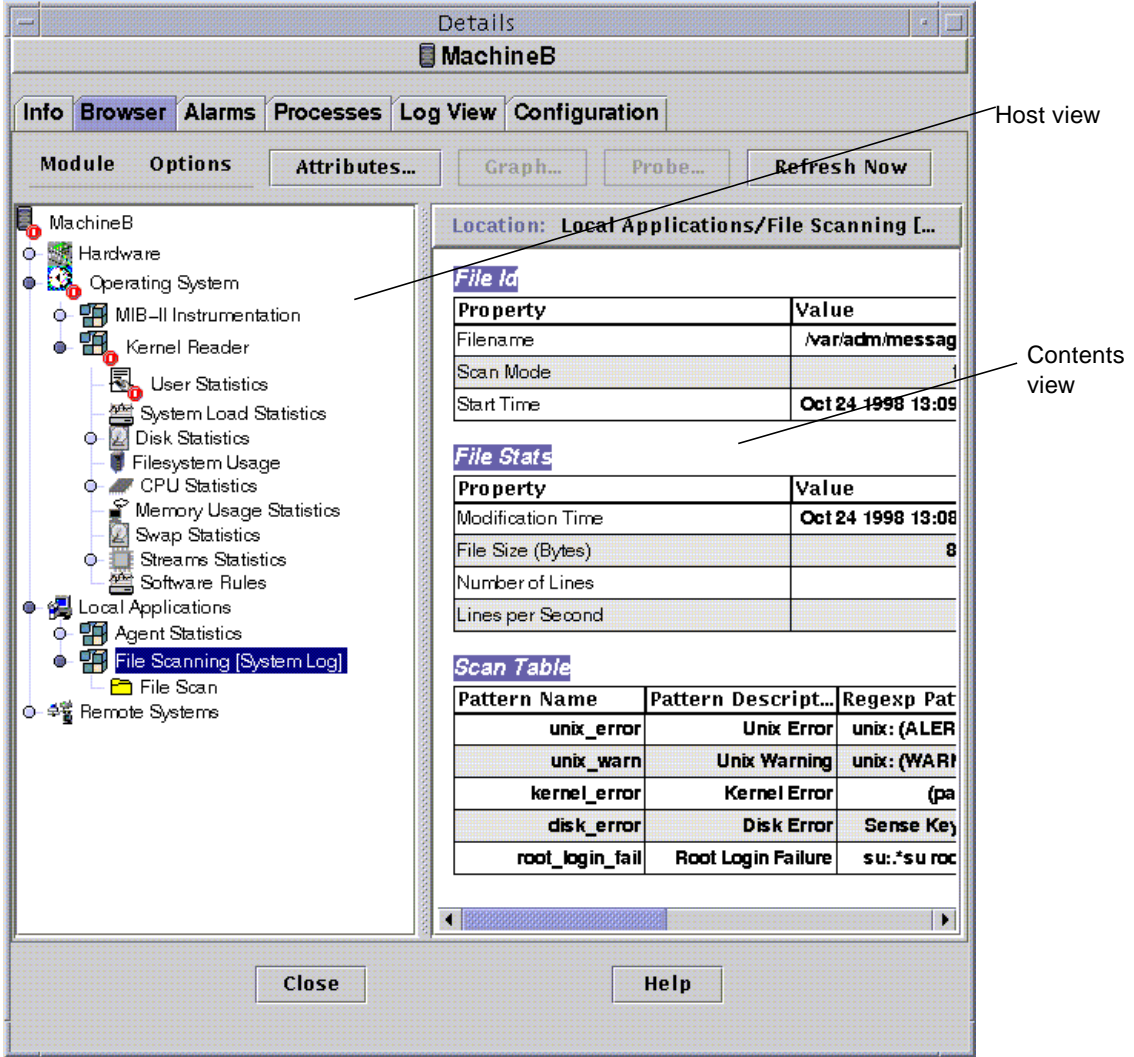 Details
MachineB
Info Browser Alarms Processes Log View Configuration
Host view
Module Options Attributes... Graph... Probe... Refresh Now
MachineB
Hardware
Operating System
MIB–II Instrumentation
Kernel Reader
User Statistics
System Load Statistics
Disk Statistics
Filesystem Usage
CPU Statistics
Memory Usage Statistics
Swap Statistics
Streams Statistics
Software Rules
Local Applications
Agent Statistics
File Scanning [System Log]
File Scan
Remote Systems
Location: Local Applications/File Scanning [...
File Id
Property Value
Filename /var/adm/messag
Scan Mode
Start Time Oct 24 1998 13:09
File Stats
Property Value
Modification Time Oct 24 1998 13:08
File Size (Bytes) 8
Number of Lines
Lines per Second
Scan Table
Pattern Name Pattern Descript... Regexp Pat
unix_error Unix Error unix: (ALER
unix_warn Unix Warning unix: (WARN
kernel_error Kernel Error (pa
disk_error Disk Error Sense Key
root_login_fail Root Login Failure su:.*su roo
Contents
view
Close Help